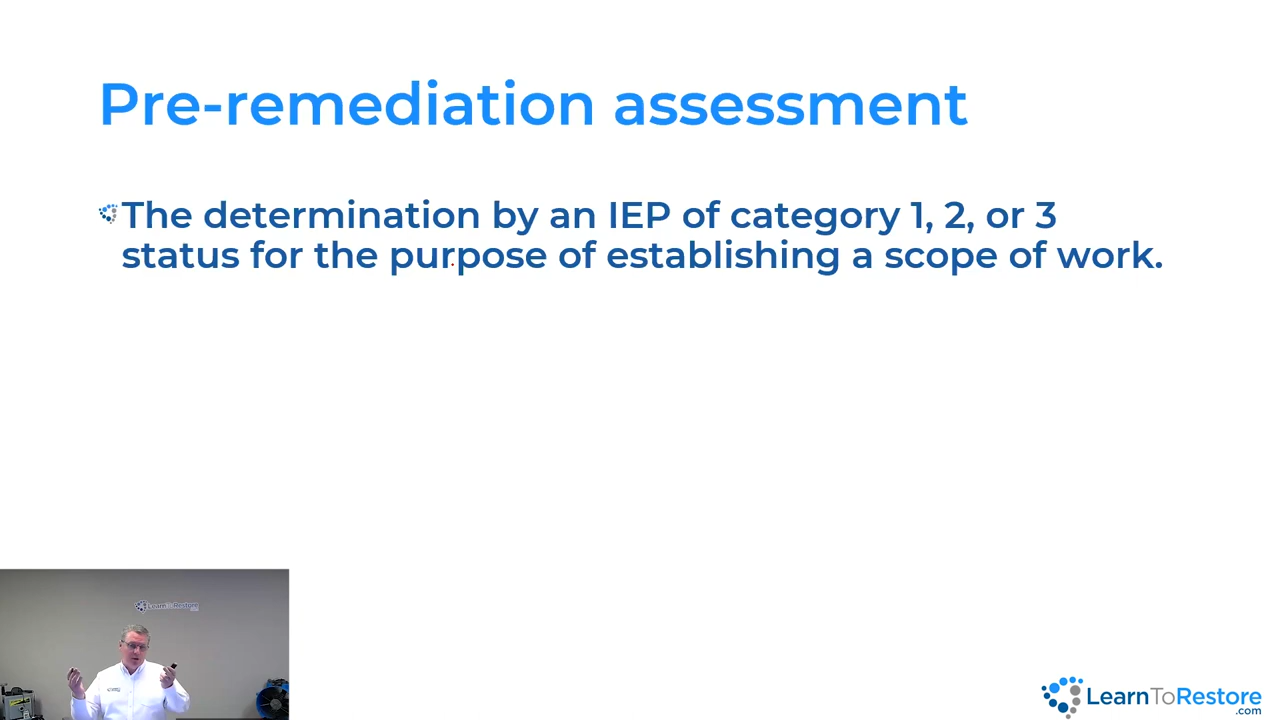 Pre-remediation assessment
The determination by an IEP of category 1, 2, or 3
status for the purpose of establishing a scope of work.
LearnToRestore
LearnToRestore
.com